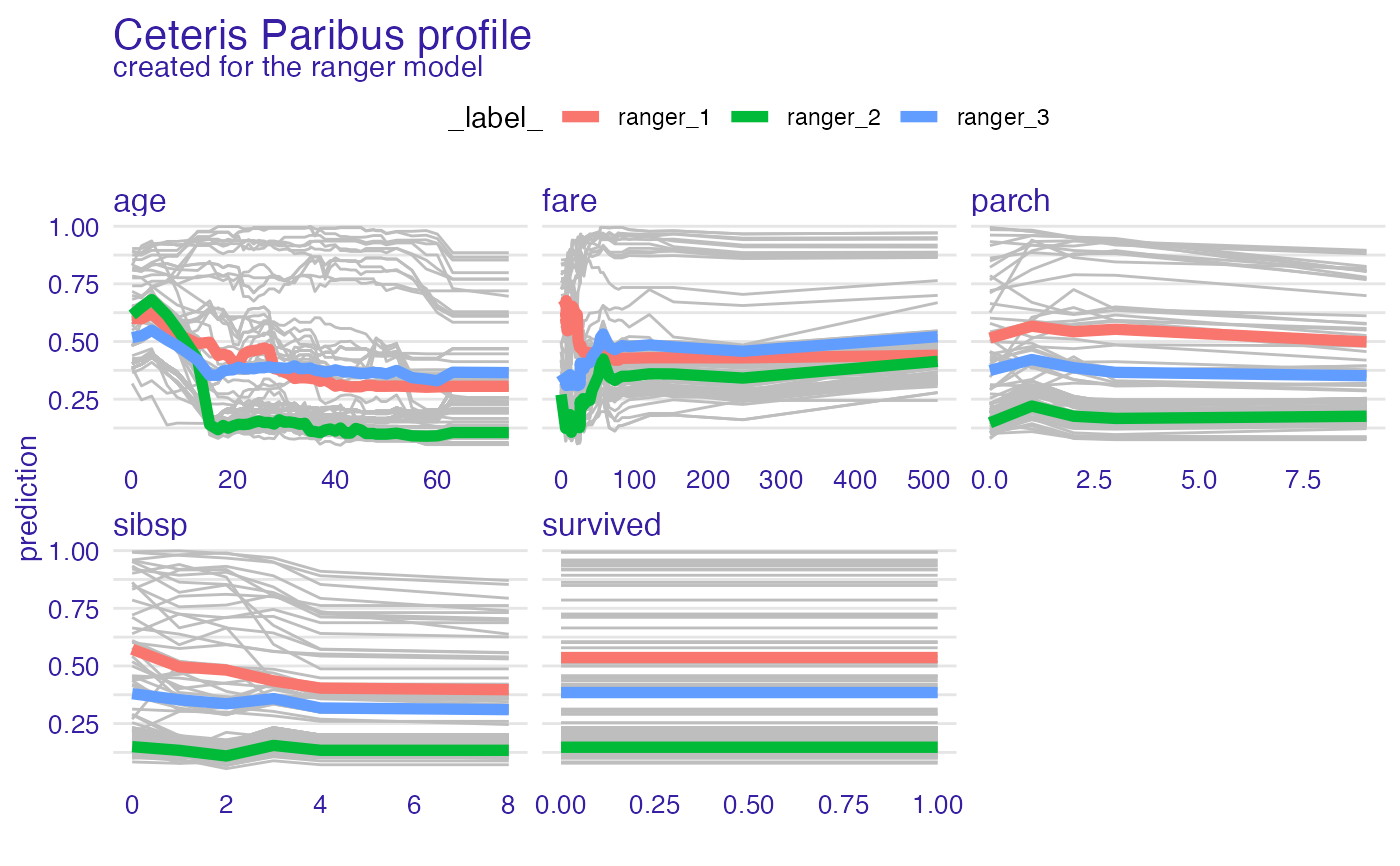 Ceteris Paribus profile
created for the ranger model
_label_ ranger_1 ranger_2 ranger_3
age fare parch
1.00
0.75
0.50
0.25
0 20 40 60 0 100 200 300 400 500 0.0 2.5 5.0 7.5
prediction
sibsp survived
1.00
0.75
0.50
0.25
0 2 4 6 8 0.00 0.25 0.50 0.75 1.00